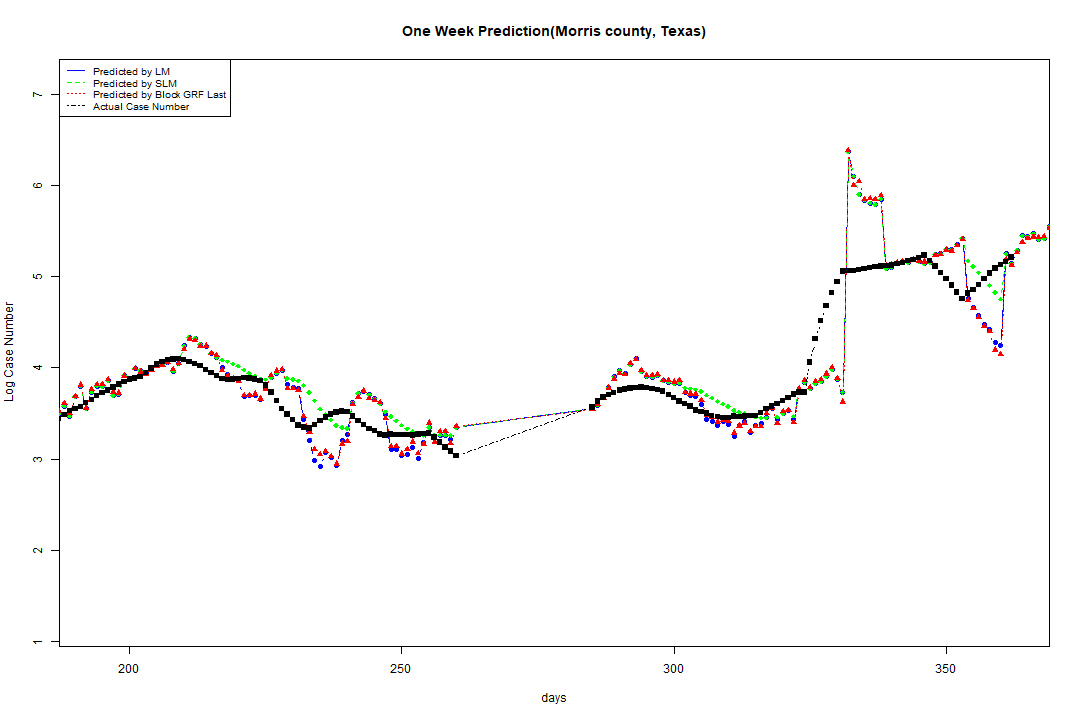 One Week Prediction(Morris county, Texas)
Predicted by LM
Predicted by SLM
Predicted by Block GRF Last
Actual Case Number
7
6
5
4
3
2
1
Log Case Number
200 250 300 350
days